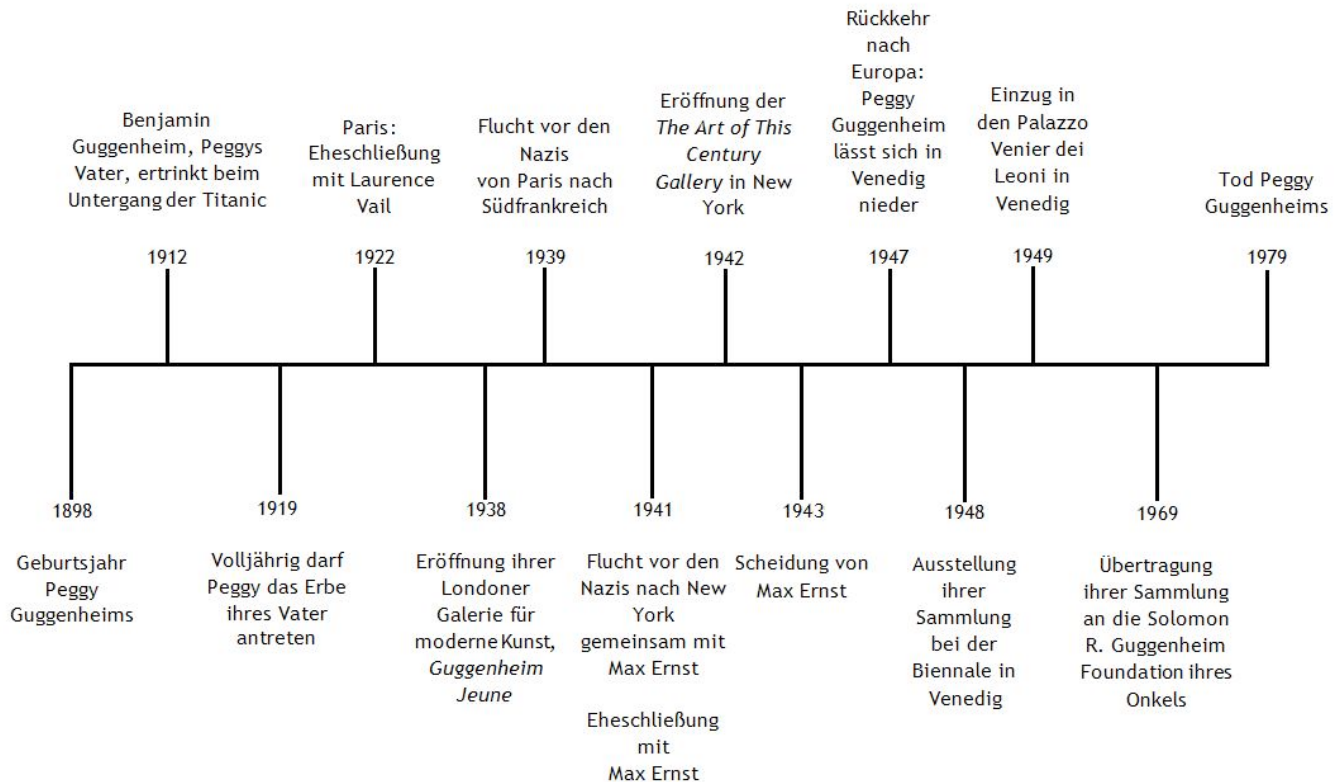 Benjamin
Guggenheim, Peggys
Vater, ertrinkt beim
Untergang der Titanic
1912
Paris:
Eheschließung
mit Laurence
Vail
1922
Flucht vor den
Nazis
von Paris nach
Südfrankreich
1939
Eröffnung der
The Art of This
Century
Gallery in New
York
1942
Rückkehr
nach
Europa:
Peggy
Guggenheim
lässt sich in
Venedig
nieder
1947
Einzug in
den Palazzo
Venier dei
Leoni in
Venedig
1949
Tod Peggy
Guggenheims
1979
1898
Geburtsjahr
Peggy
Guggenheims
1919
Volljährig darf
Peggy das Erbe
ihres Vater
antreten
1938
Eröffnung ihrer
Londoner
Galerie für
moderne Kunst,
Guggenheim
Jeune
1941
Flucht vor den
Nazis nach New
York
gemeinsam mit
Max Ernst
Eheschließung
mit
Max Ernst
1943
Scheidung von
Max Ernst
1948
Ausstellung
ihrer
Sammlung
bei der
Biennale in
Venedig
1969
Übertragung
ihrer Sammlung
an die Solomon
R. Guggenheim
Foundation ihres
Onkels